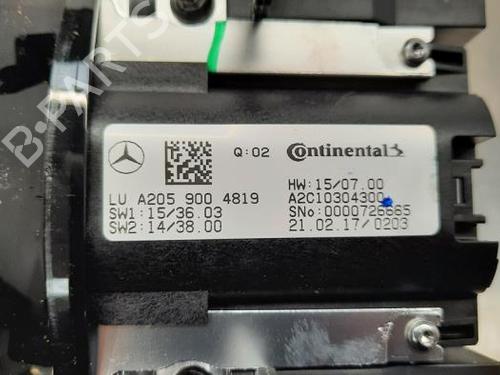 B-PARTS
Q:02
Continental
HW:15/07.00
LU A205 900 4819
A2C10304300
SW1:15/36.03
SNo:0000726665
SW2:14/38.00
21.02.17/0203